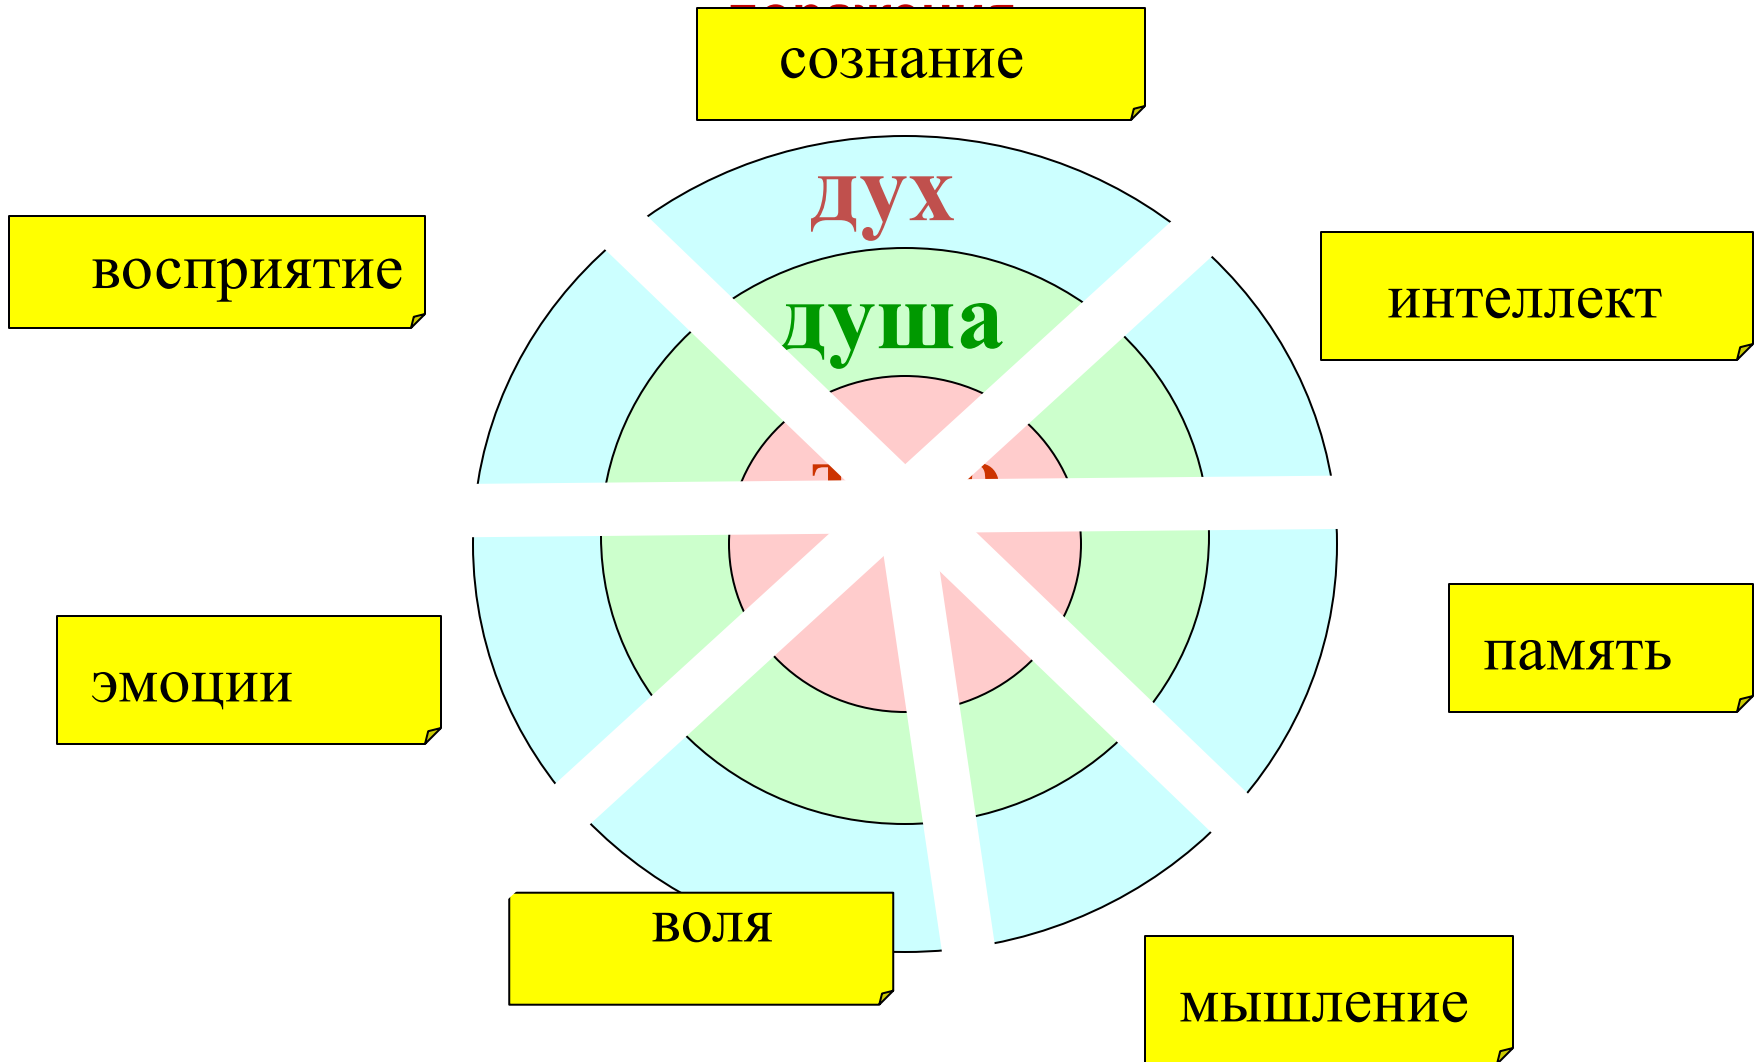 сознание
дух
восприятие
интеллект
душа
память
эмоции
воля
мышление